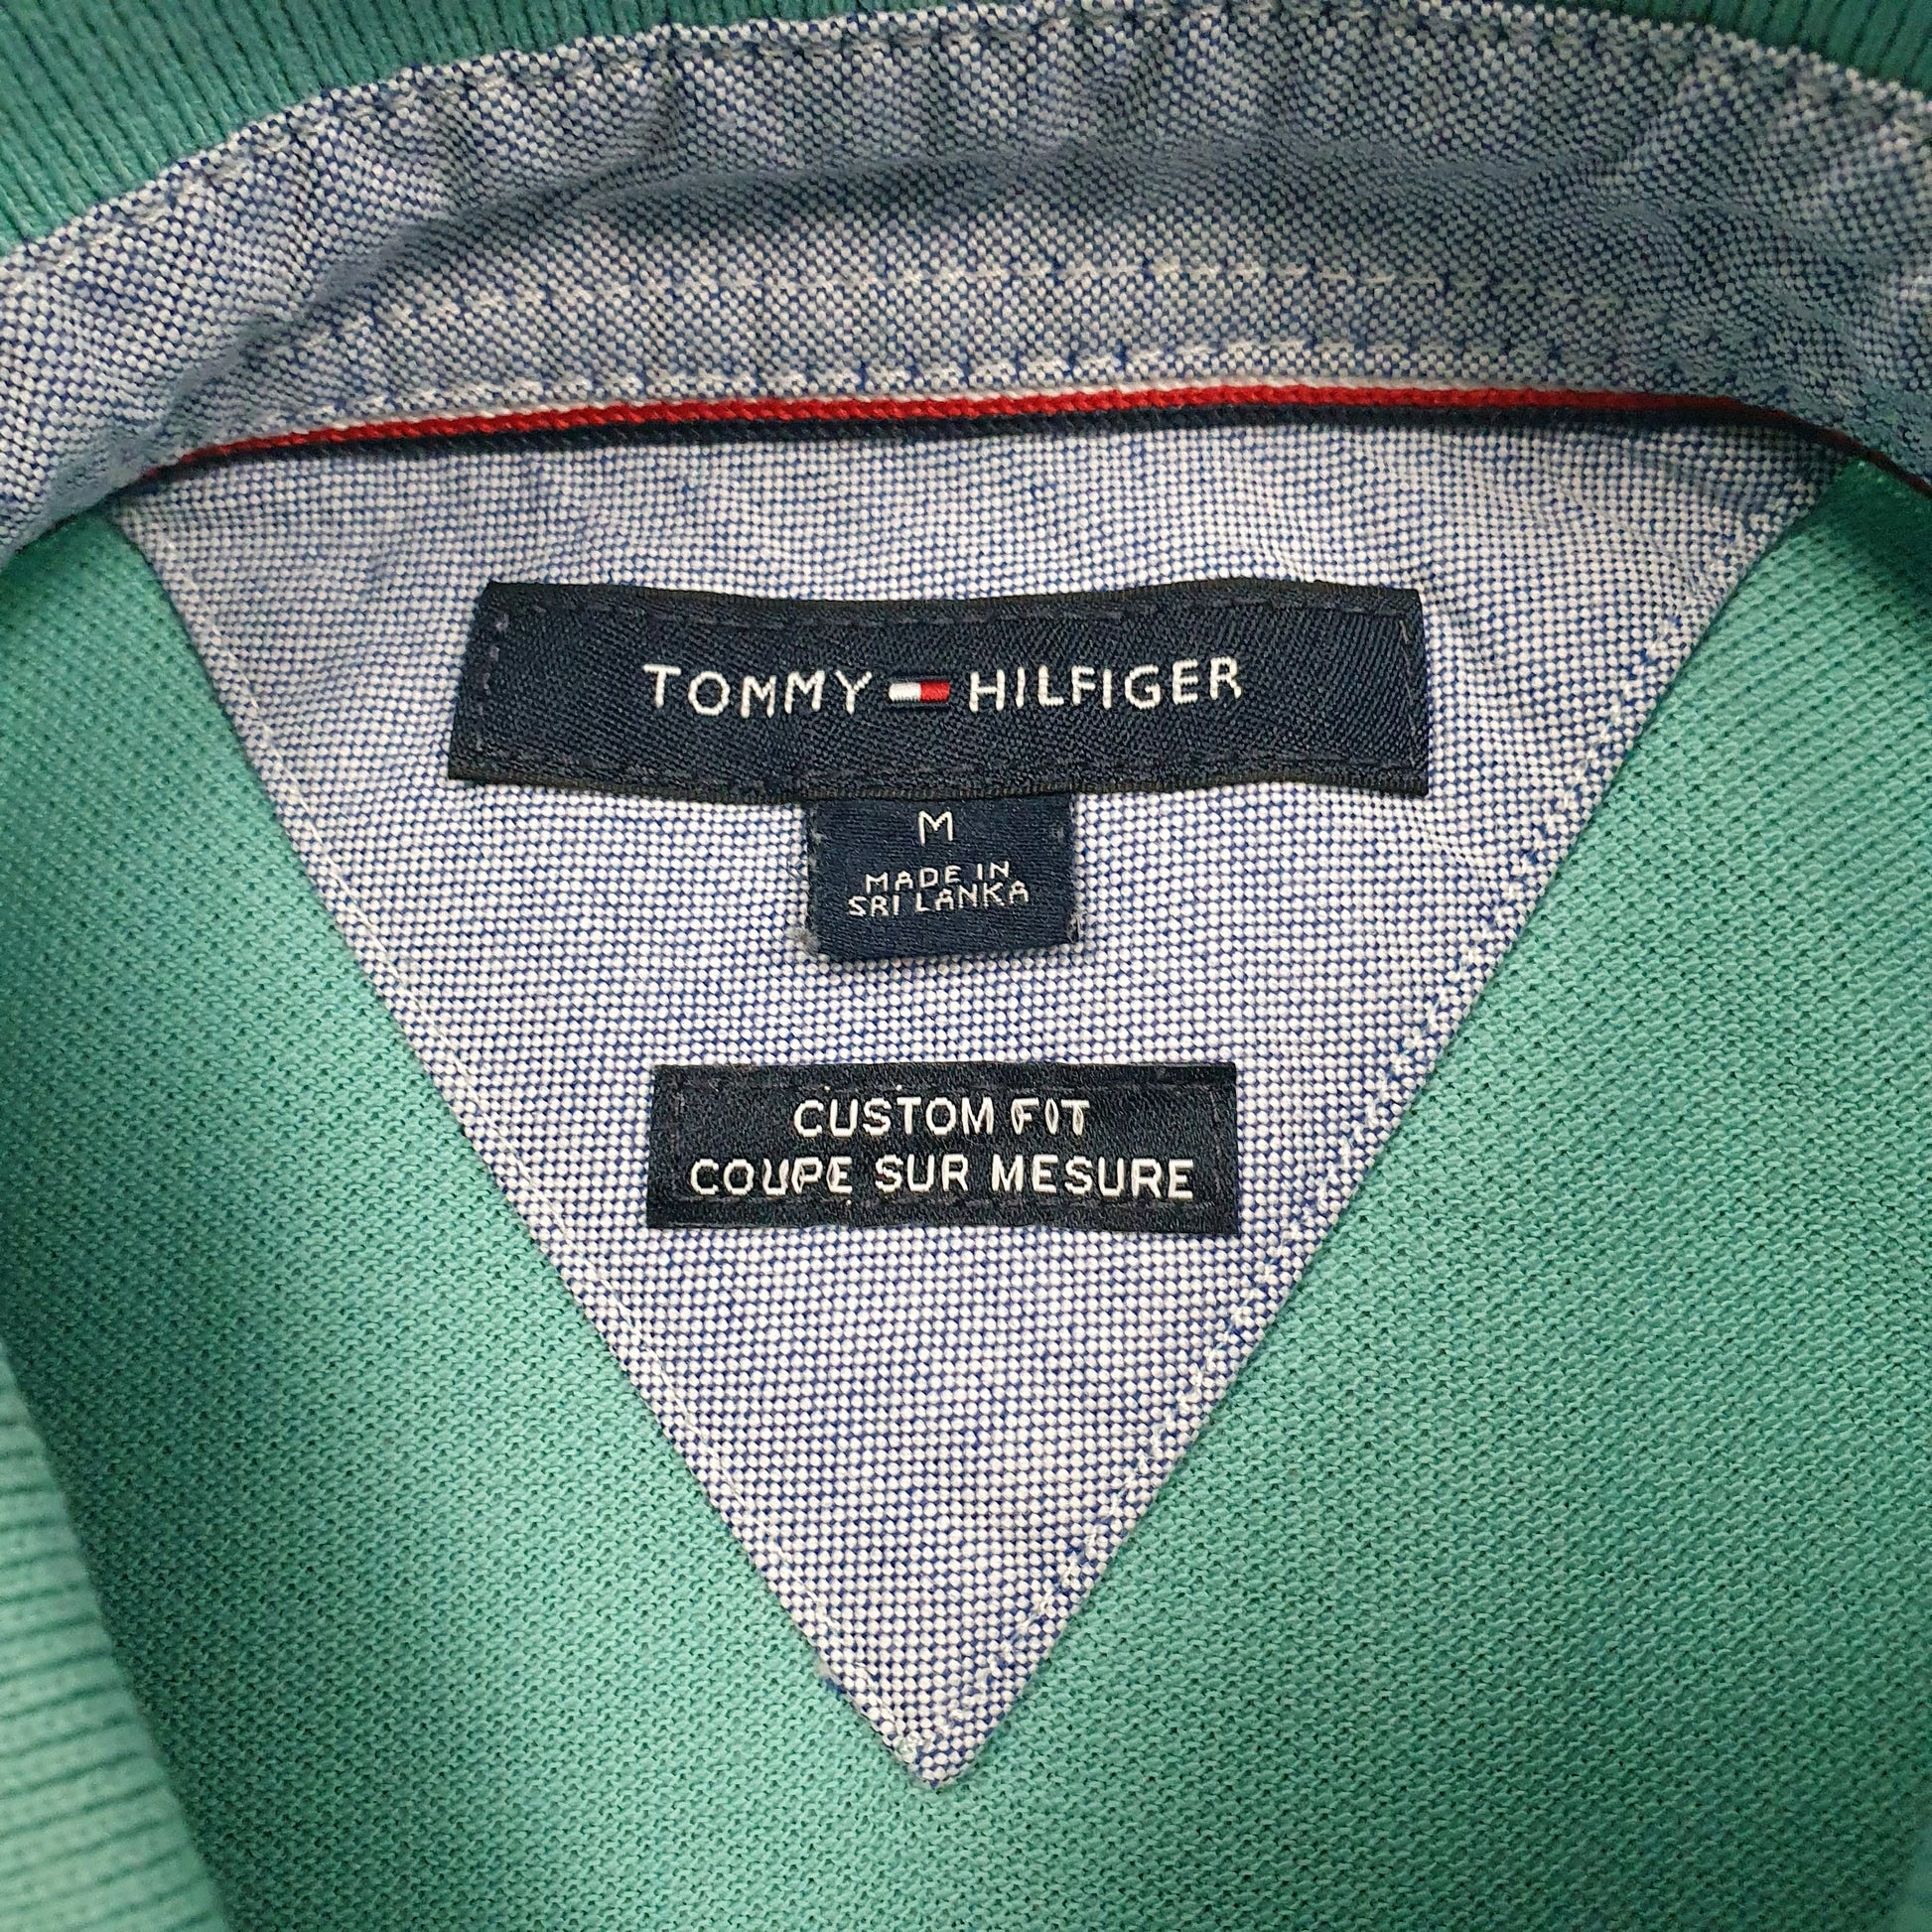 TOMMY HILFIGER
M
MADE IN
SRI LANKA
CUSTOM FIT
COUPE SUR MESURE